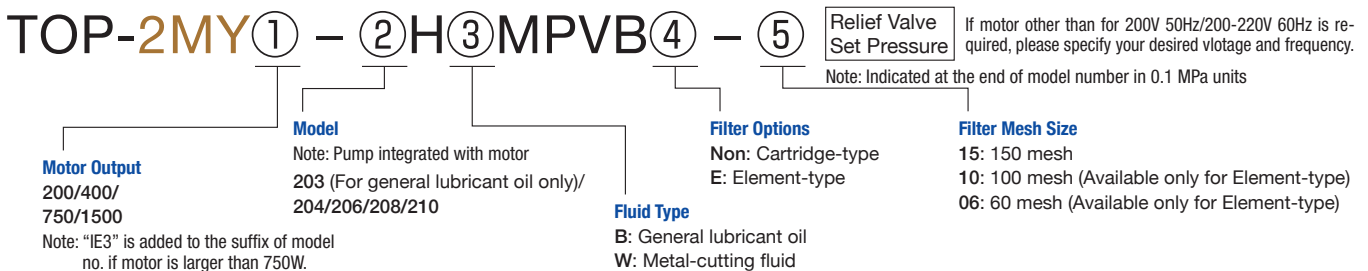 TOP-2MY① – ②H③MPVB④ – ⑤ Relief Valve Set Pressure
If motor other than for 200V 50Hz/200-220V 60Hz is re-
quired, please specify your desired vlotage and frequency.
Note: Indicated at the end of model number in 0.1 MPa units
Motor Output
200/400/
750/1500
Note: “IE3” is added to the suffix of model
no. if motor is larger than 750W.
Model
Note: Pump integrated with motor
203 (For general lubricant oil only)/
204/206/208/210
Fluid Type
B: General lubricant oil
W: Metal-cutting fluid
Filter Options
Non: Cartridge-type
E: Element-type
Filter Mesh Size
15: 150 mesh
10: 100 mesh (Available only for Element-type)
06: 60 mesh (Available only for Element-type)